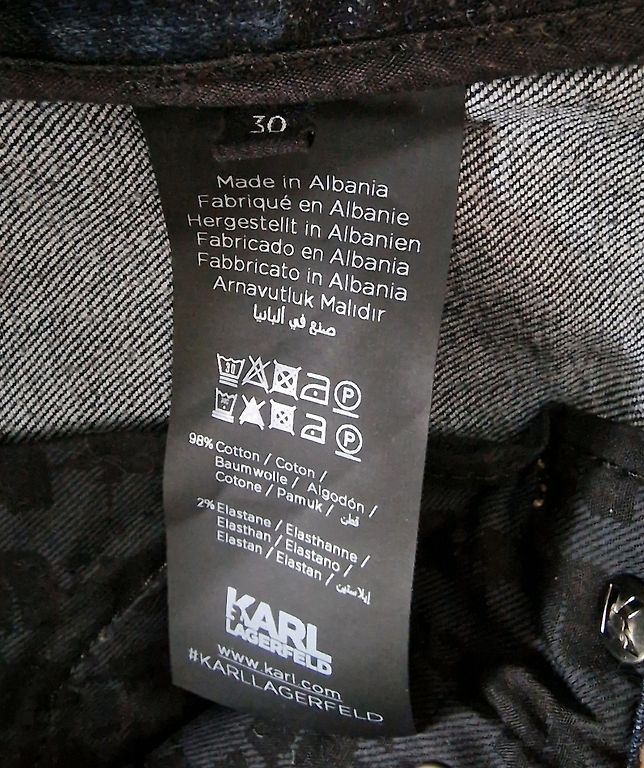 30
Made in Albania
Fabriqué en Albanie
Hergestellt in Albanien
Fabricado en Albania
Fabbricato in Albania
Arnavutluk Malıdır
صنع في ألبانيا
30 P
30 P
98% Cotton / Coton /
Baumwolle / Algodón /
Cotone / Pamuk / قطن
2% Elastane / Elasthanne /
Elasthan / Elastano /
Elastan / Elastan / إيلاستين
KARL
LAGERFELD
www.karl.com
#KARLLAGERFELD